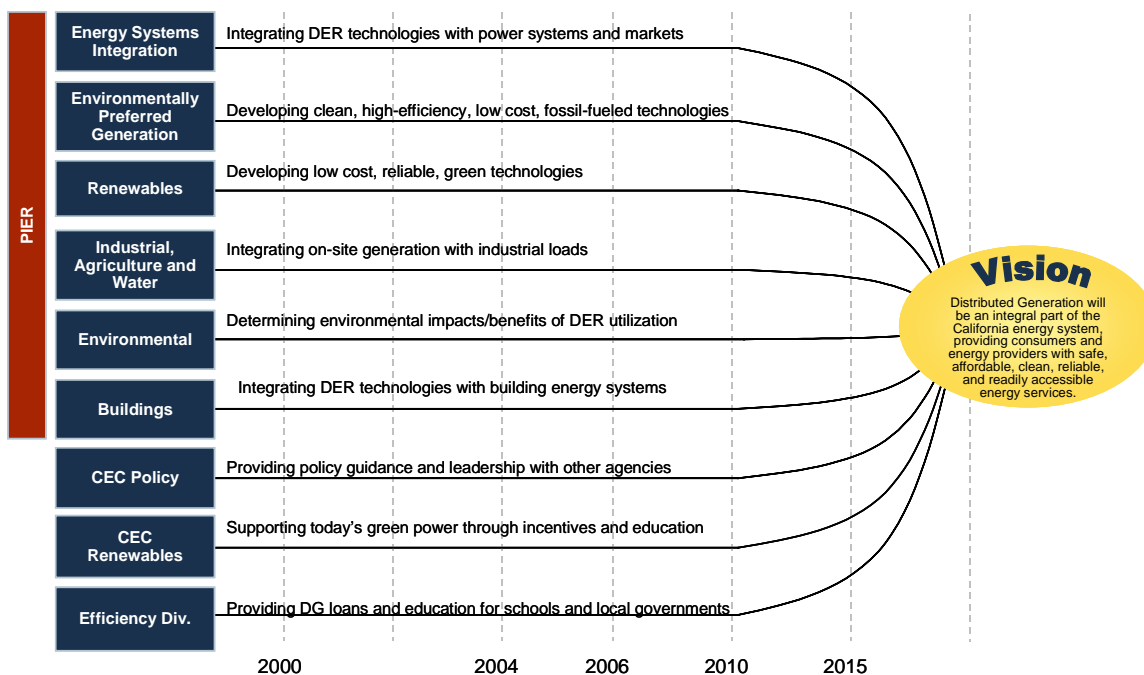 PIER
Energy Systems
Integration
Integrating DER technologies with power systems and markets
Environmentally
Preferred
Generation
Developing clean, high-efficiency, low cost, fossil-fueled technologies
Renewables
Developing low cost, reliable, green technologies
Industrial,
Agriculture and
Water
Integrating on-site generation with industrial loads
Environmental
Determining environmental impacts/benefits of DER utilization
Buildings
Integrating DER technologies with building energy systems
CEC Policy
Providing policy guidance and leadership with other agencies
CEC
Renewables
Supporting today's green power through incentives and education
Efficiency Div.
Providing DG loans and education for schools and local governments
Vision
Distributed Generation will
be an integral part of the
California energy system,
providing consumers and
energy providers with safe,
affordable, clean, reliable,
and readily accessible
energy services.
2000 2004 2006 2010 2015